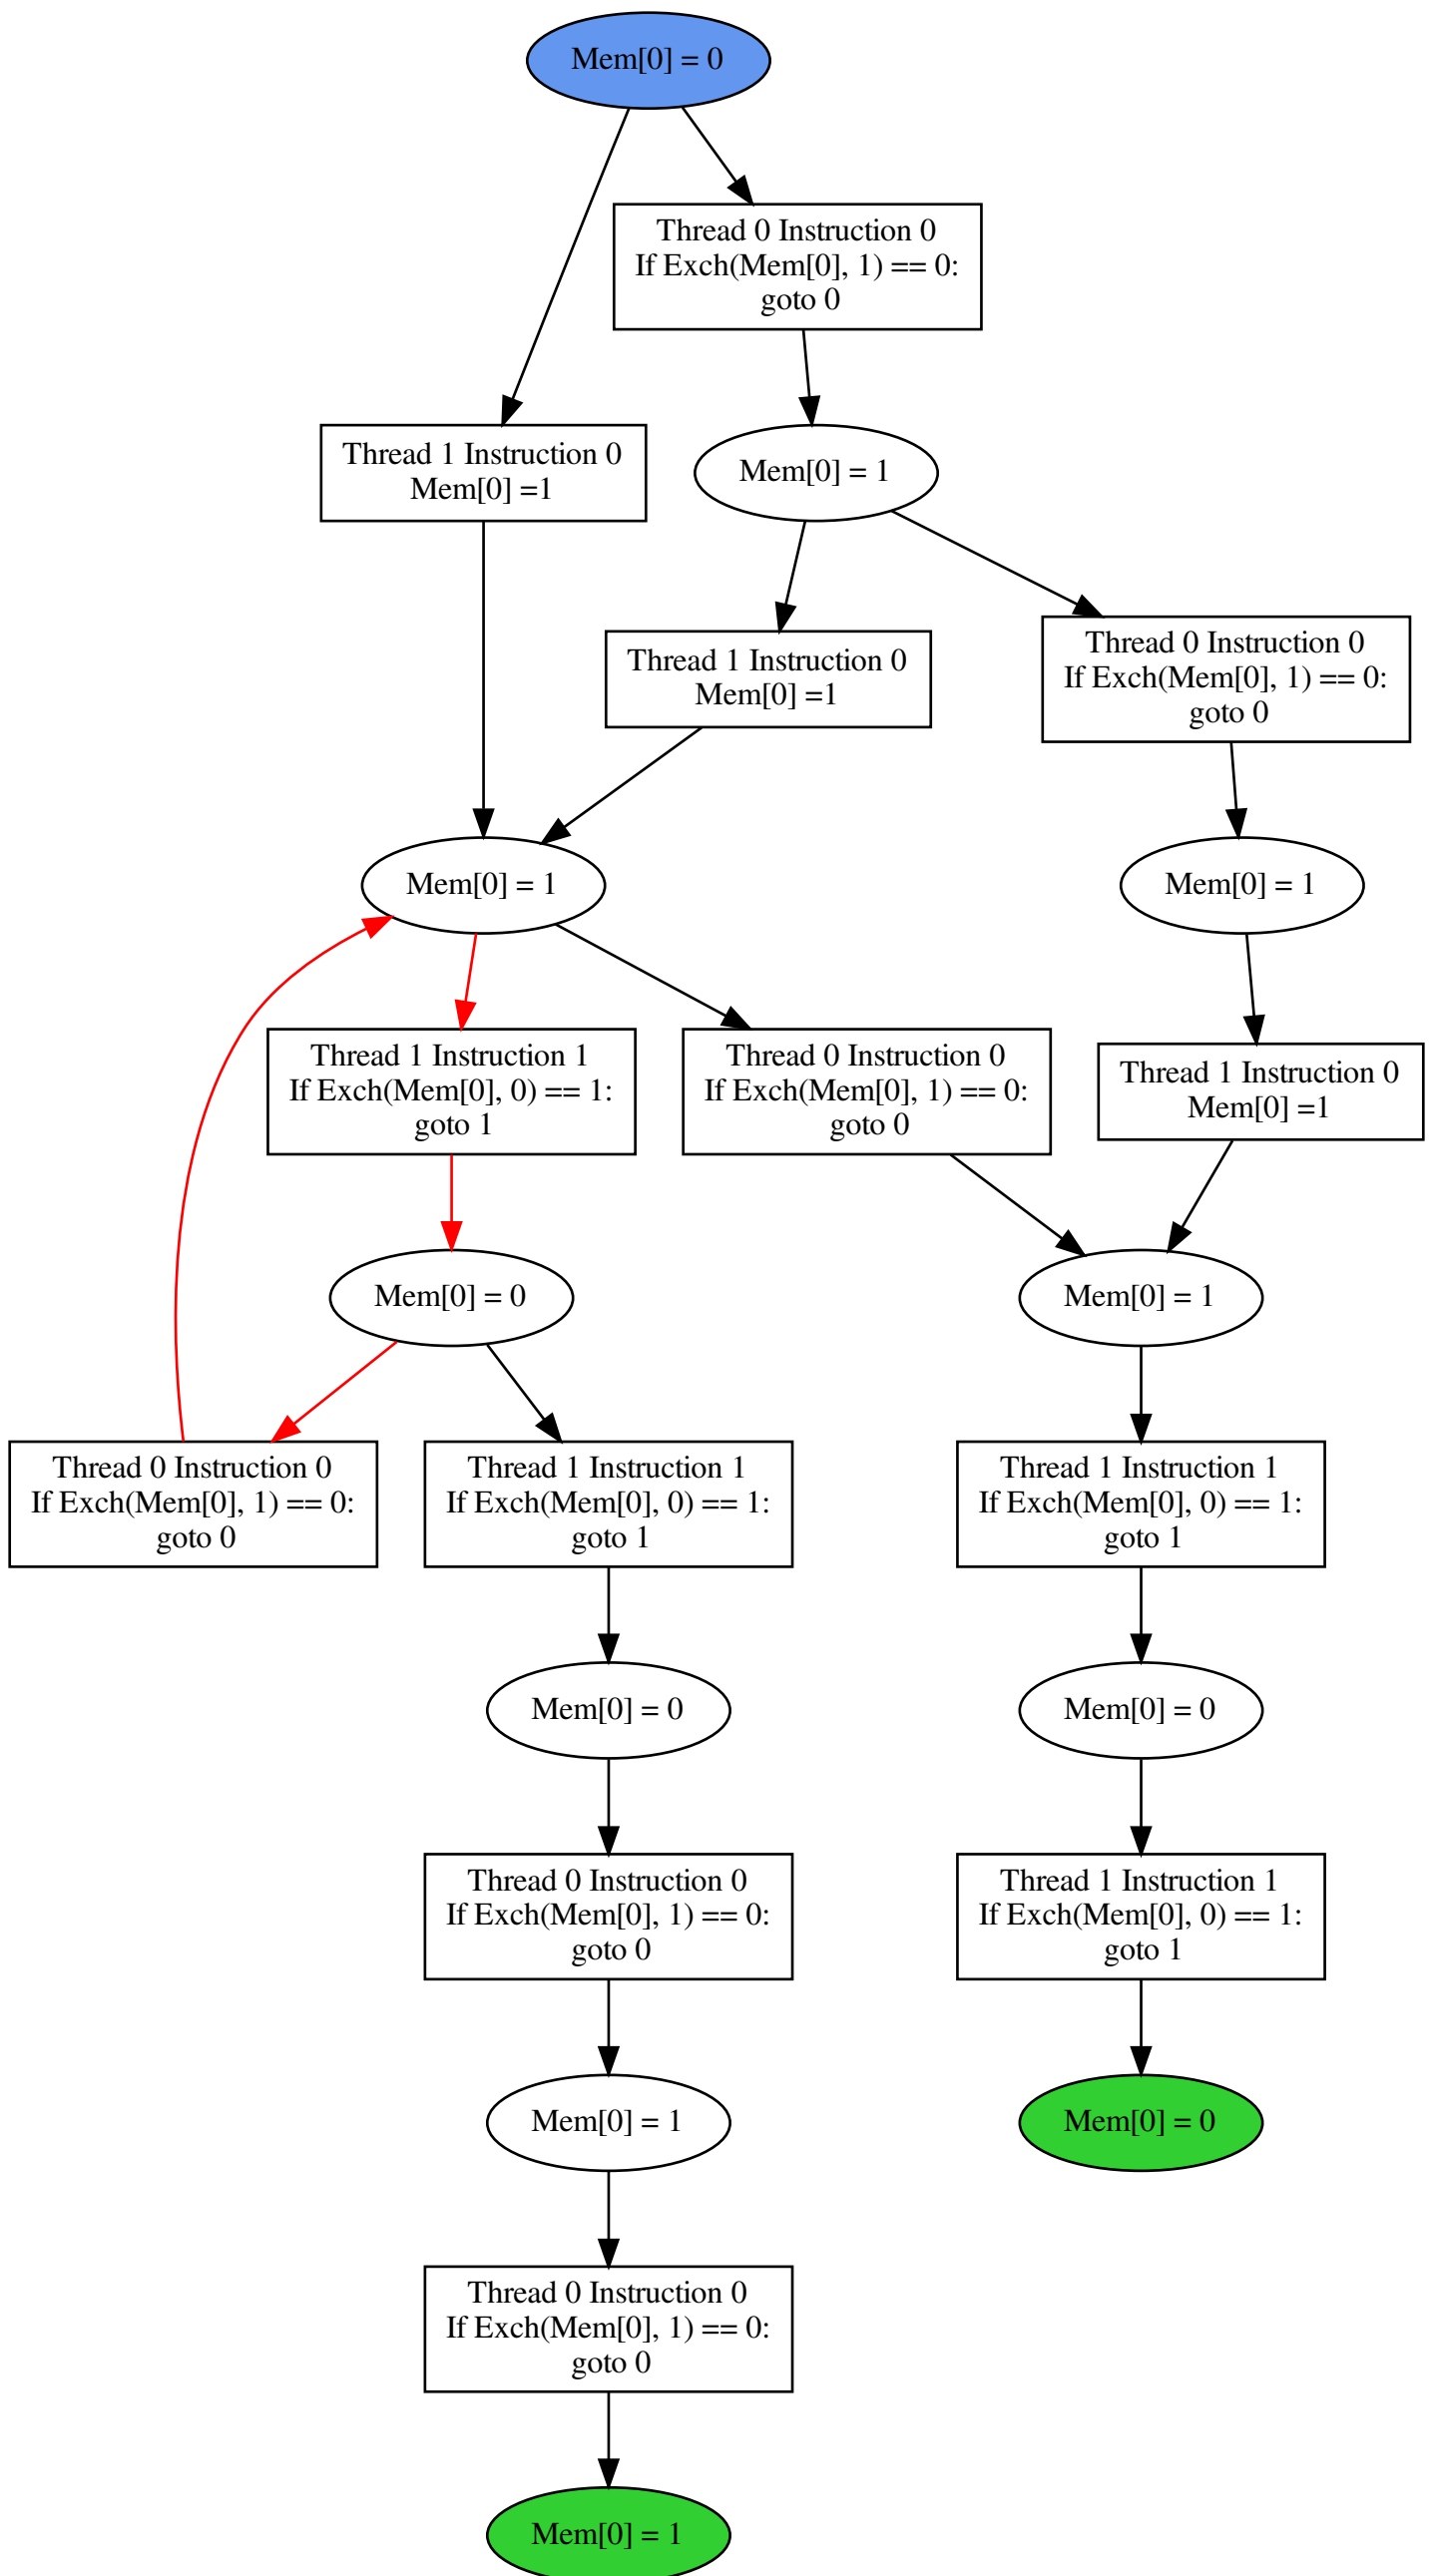 Mem[0] = 0
Thread 0 Instruction 0
If Exch(Mem[0], 1) == 0:
goto 0
Thread 1 Instruction 0
Mem[0] =1
Mem[0] = 1
Thread 1 Instruction 0
Mem[0] =1
Thread 0 Instruction 0
If Exch(Mem[0], 1) == 0:
goto 0
Mem[0] = 1
Mem[0] = 1
Thread 1 Instruction 1
If Exch(Mem[0], 0) == 1:
goto 1
Thread 0 Instruction 0
If Exch(Mem[0], 1) == 0:
goto 0
Thread 1 Instruction 0
Mem[0] =1
Mem[0] = 0
Mem[0] = 1
Thread 0 Instruction 0
If Exch(Mem[0], 1) == 0:
goto 0
Thread 1 Instruction 1
If Exch(Mem[0], 0) == 1:
goto 1
Thread 1 Instruction 1
If Exch(Mem[0], 0) == 1:
goto 1
Mem[0] = 0
Mem[0] = 0
Thread 0 Instruction 0
If Exch(Mem[0], 1) == 0:
goto 0
Thread 1 Instruction 1
If Exch(Mem[0], 0) == 1:
goto 1
Mem[0] = 1
Mem[0] = 0
Thread 0 Instruction 0
If Exch(Mem[0], 1) == 0:
goto 0
Mem[0] = 1